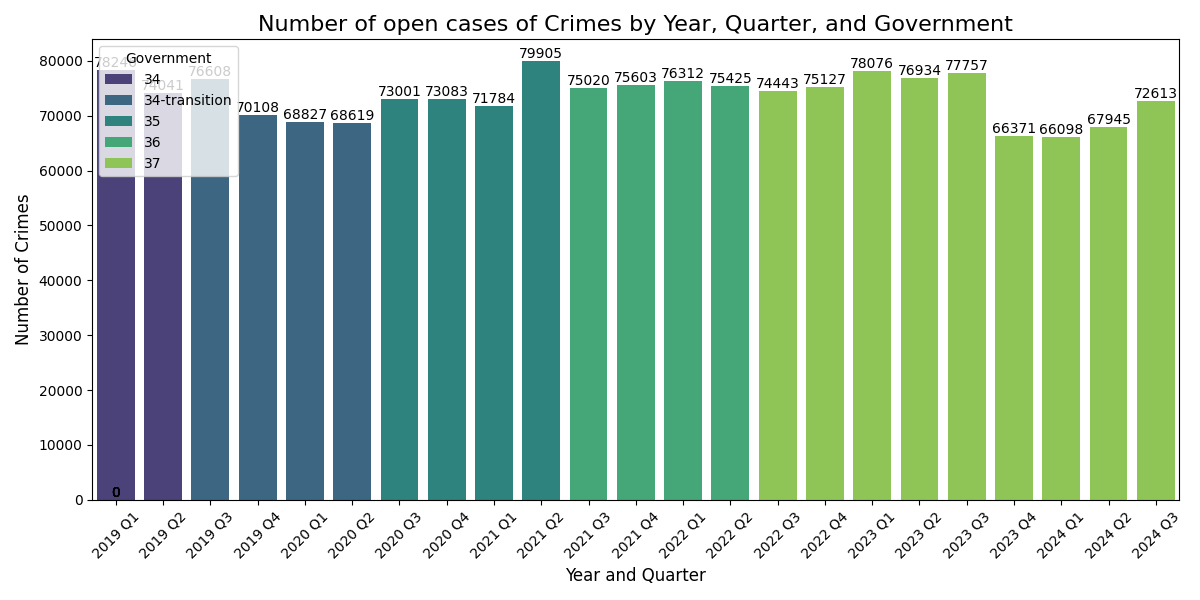 Number of open cases of Crimes by Year, Quarter, and Government
Number of Crimes
80000
70000
60000
50000
40000
30000
20000
10000
0
Government
34
34-transition
35
36
37
74041
76608
70108
68827
68619
73001
73083
71784
79905
75020
75603
76312
75425
74443
75127
78076
76934
77757
66371
66098
67945
72613
0
2019 Q1
2019 Q2
2019 Q3
2019 Q4
2020 Q1
2020 Q2
2020 Q3
2020 Q4
2021 Q1
2021 Q2
2021 Q3
2021 Q4
2022 Q1
2022 Q2
2022 Q3
2022 Q4
2023 Q1
2023 Q2
2023 Q3
2023 Q4
2024 Q1
2024 Q2
2024 Q3
Year and Quarter